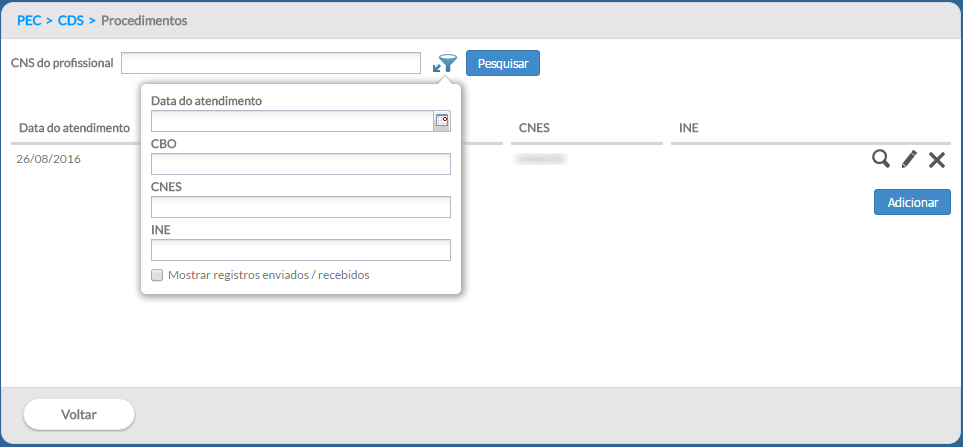 PEC > CDS > Procedimentos
CNS do profissional
Pesquisar
Data do atendimento
CBO
CNES
INE
Mostrar registros enviados / recebidos
Data do atendimento
CNES
INE
26/08/2016
Adicionar
Voltar